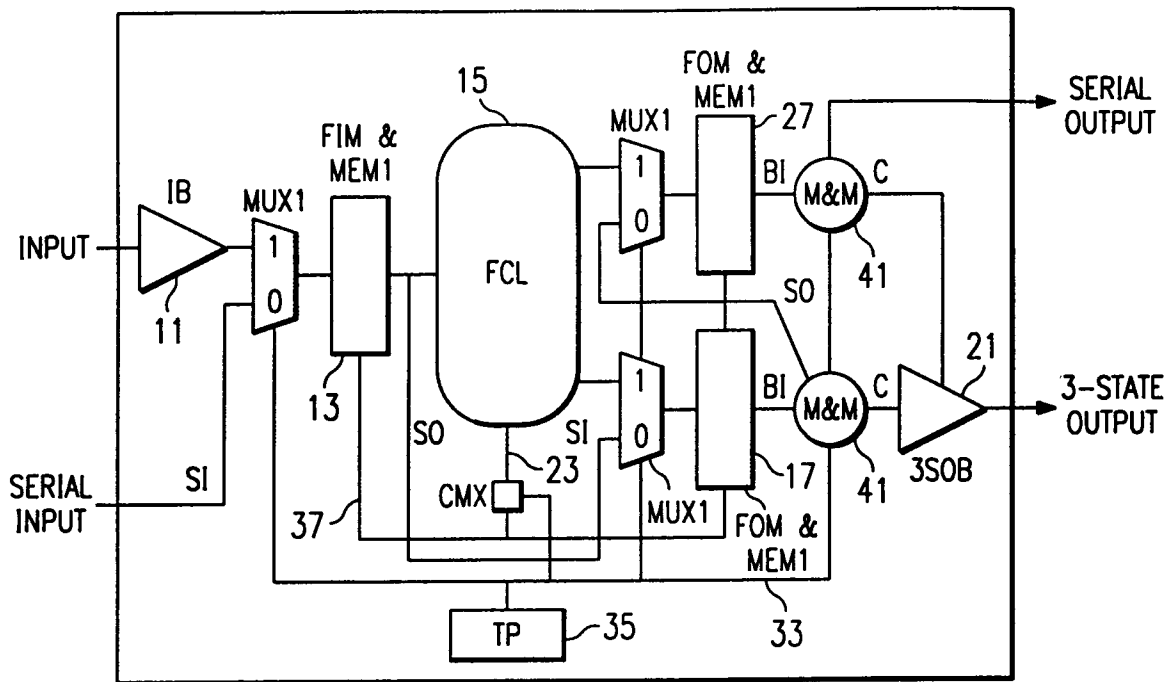 15
FOM &
MEM1
27
SERIAL
OUTPUT
FIM &
MEM1
MUX1
1
0
BI
M&M
C
41
IB
MUX1
INPUT
1
0
11
FCL
SO
13
SERIAL
INPUT
SI
SO
37
23
CMX
SI
1
0
MUX1
BI
17
FOM &
MEM1
M&M
C
41
21
3SOB
3-STATE
OUTPUT
33
TP
35